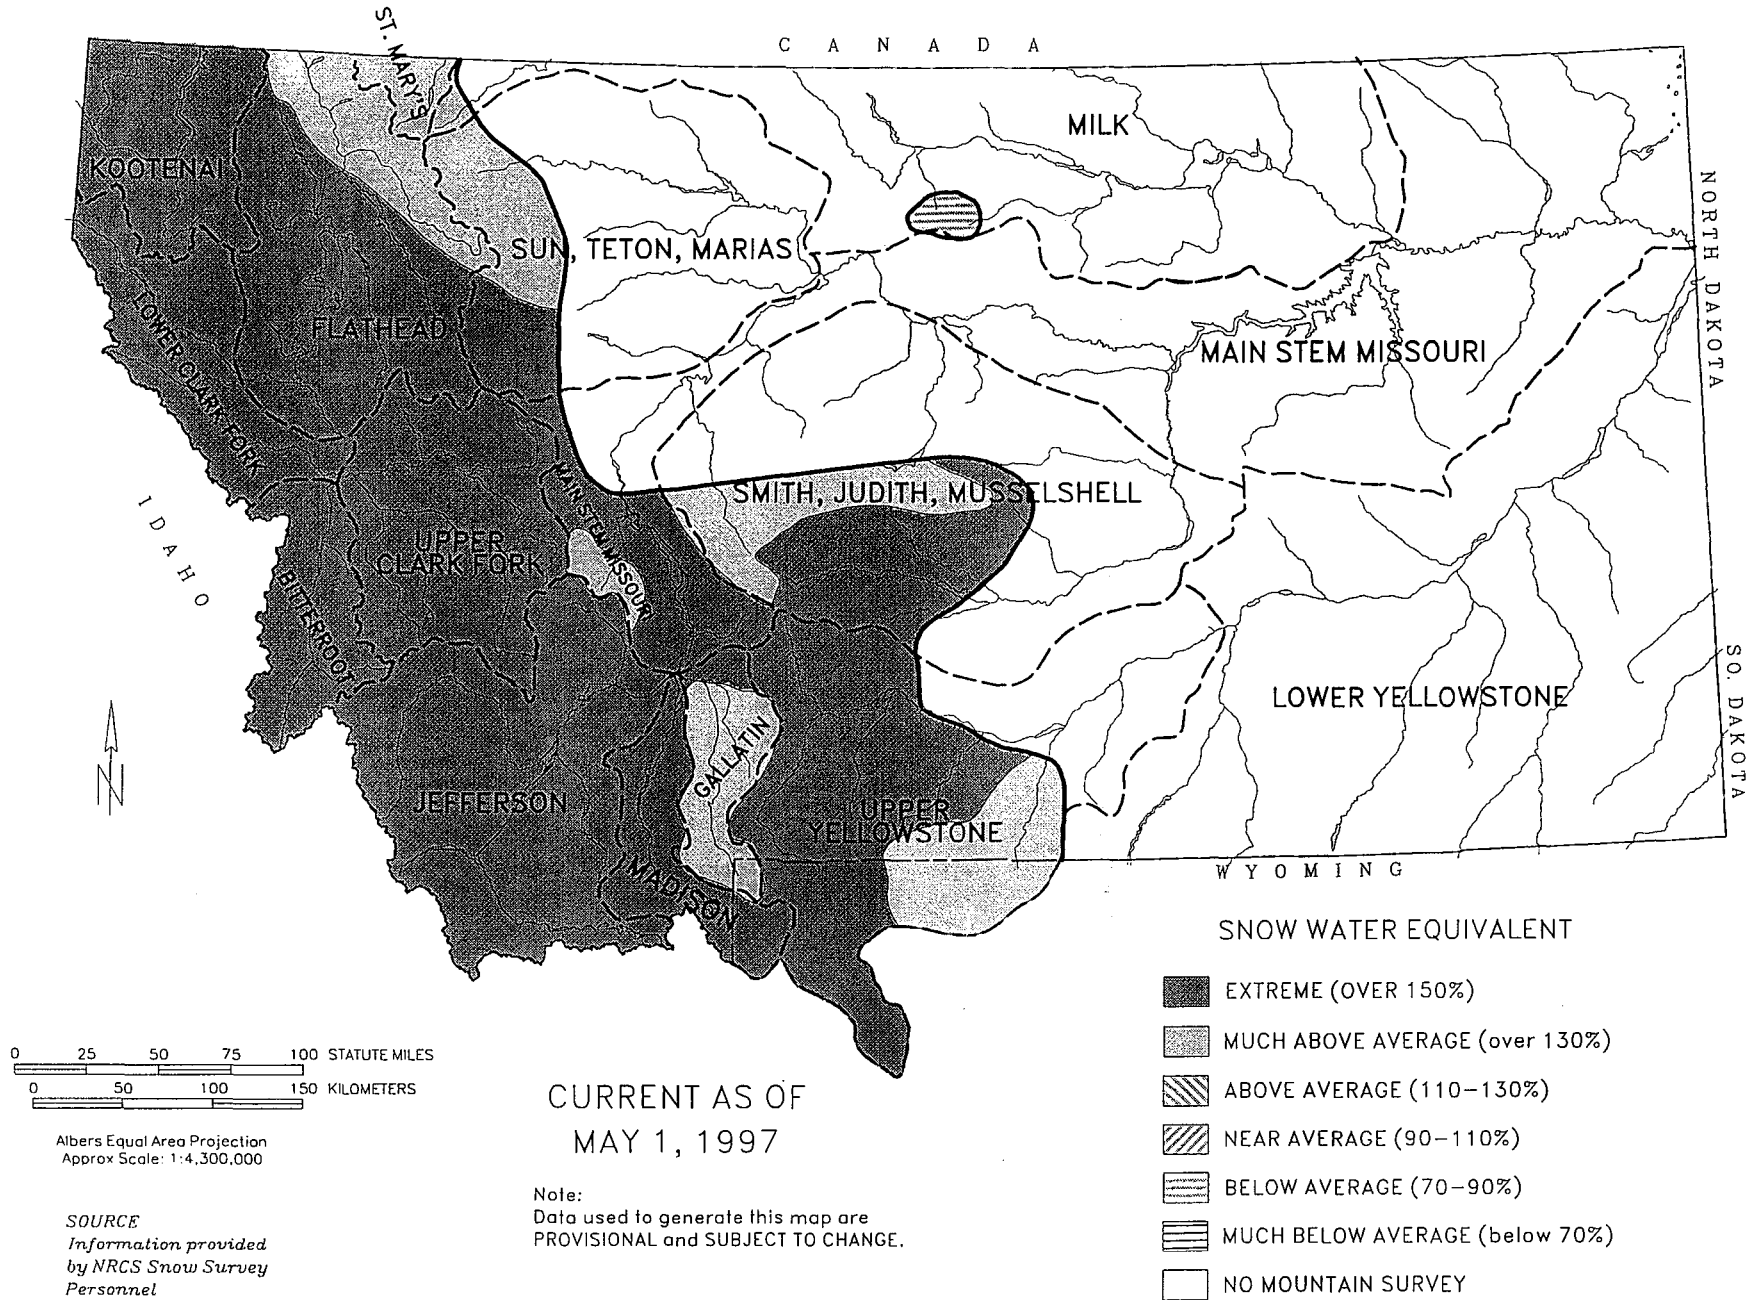 CANADA
ST. MARY'S
MILK
KOOTENAI
NORTH DAKOTA
SUN, TETON, MARIAS
LOWER CLARK FORK
FLATHEAD
MAIN STEM MISSOURI
SMITH, JUDITH, MUSSELSHELL
IDAHO
MAIN STEM MISSOURI
UPPER
CLARK FORK
BITTERROOT
SO. DAKOTA
LOWER YELLOWSTONE
N
GALLATIN
JEFFERSON
UPPER
YELLOWSTONE
MADISON
WYOMING
SNOW WATER EQUIVALENT
EXTREME (OVER 150%)
MUCH ABOVE AVERAGE (over 130%)
ABOVE AVERAGE (110-130%)
NEAR AVERAGE (90-110%)
BELOW AVERAGE (70-90%)
MUCH BELOW AVERAGE (below 70%)
NO MOUNTAIN SURVEY
0 25 50 75 100 STATUTE MILES
0 50 100 150 KILOMETERS
Albers Equal Area Projection
Approx Scale: 1:4,300,000
CURRENT AS OF
MAY 1, 1997
Note:
Data used to generate this map are
PROVISIONAL and SUBJECT TO CHANGE.
SOURCE
Information provided
by NRCS Snow Survey
Personnel